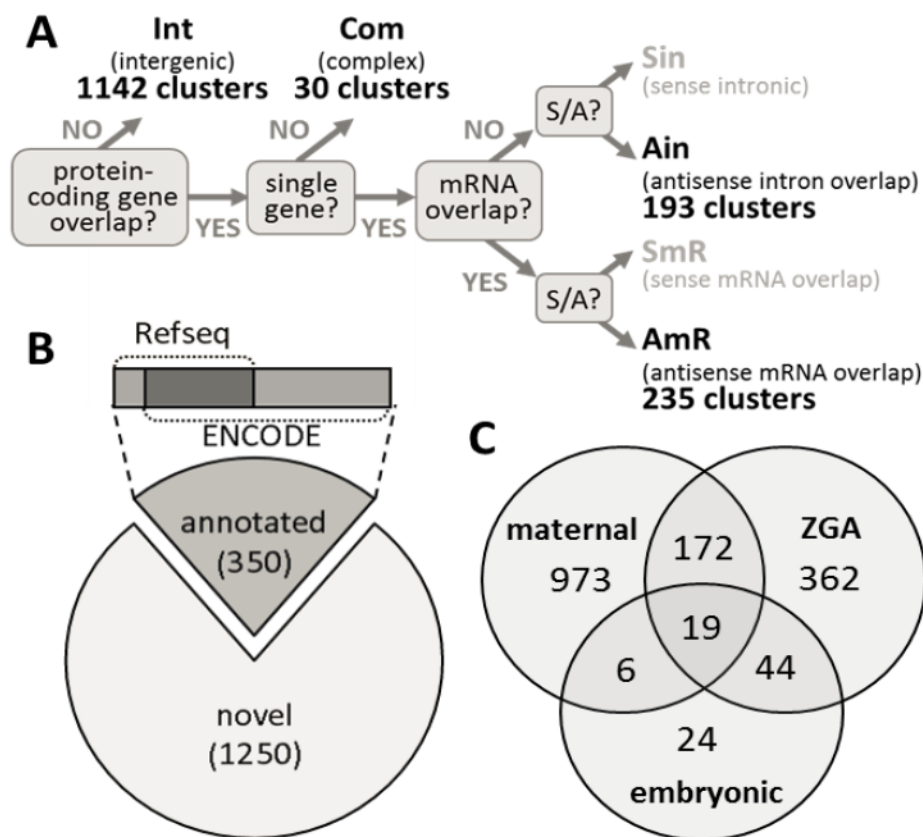 A
Int
(intergenic)
1142 clusters
Com
(complex)
30 clusters
NO
NO
NO
protein-
coding gene
overlap?
YES
single
gene?
YES
mRNA
overlap?
YES
S/A?
Sin
(sense intronic)
Ain
(antisense intron overlap)
193 clusters
S/A?
SmR
(sense mRNA overlap)
AmR
(antisense mRNA overlap)
235 clusters
B
Refseq
ENCODE
annotated
(350)
novel
(1250)
C
maternal
973
172
ZGA
362
19
6
44
24
embryonic